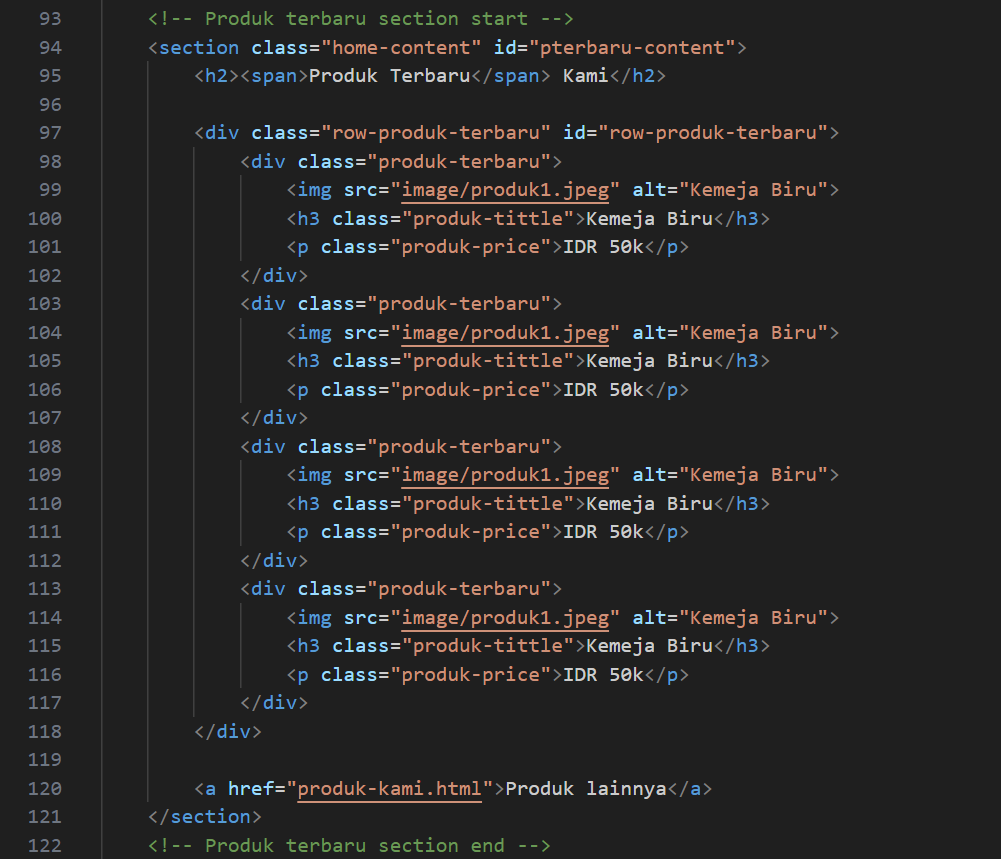 93 <!-- Produk terbaru section start -->
94 <section class="home-content" id="pterbaru-content">
95 <h2><span>Produk Terbaru</span> Kami</h2>
96
97 <div class="row-produk-terbaru" id="row-produk-terbaru">
98 <div class="produk-terbaru">
99 <img src="image/produk1.jpeg" alt="Kemeja Biru">
100 <h3 class="produk-tittle">Kemeja Biru</h3>
101 <p class="produk-price">IDR 50k</p>
102 </div>
103 <div class="produk-terbaru">
104 <img src="image/produk1.jpeg" alt="Kemeja Biru">
105 <h3 class="produk-tittle">Kemeja Biru</h3>
106 <p class="produk-price">IDR 50k</p>
107 </div>
108 <div class="produk-terbaru">
109 <img src="image/produk1.jpeg" alt="Kemeja Biru">
110 <h3 class="produk-tittle">Kemeja Biru</h3>
111 <p class="produk-price">IDR 50k</p>
112 </div>
113 <div class="produk-terbaru">
114 <img src="image/produk1.jpeg" alt="Kemeja Biru">
115 <h3 class="produk-tittle">Kemeja Biru</h3>
116 <p class="produk-price">IDR 50k</p>
117 </div>
118 </div>
119
120 <a href="produk-kami.html">Produk lainnya</a>
121 </section>
122 <!-- Produk terbaru section end -->